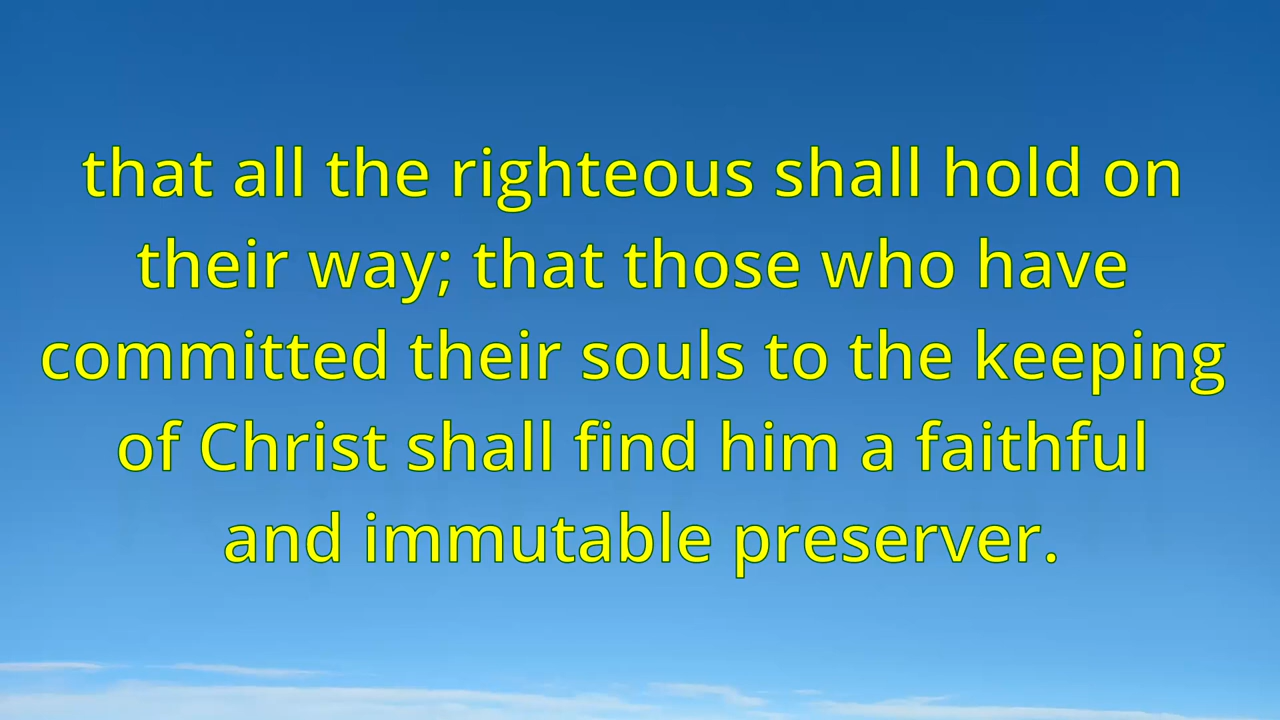 that all the righteous shall hold on
their way; that those who have
committed their souls to the keeping
of Christ shall find him a faithful
and immutable preserver.